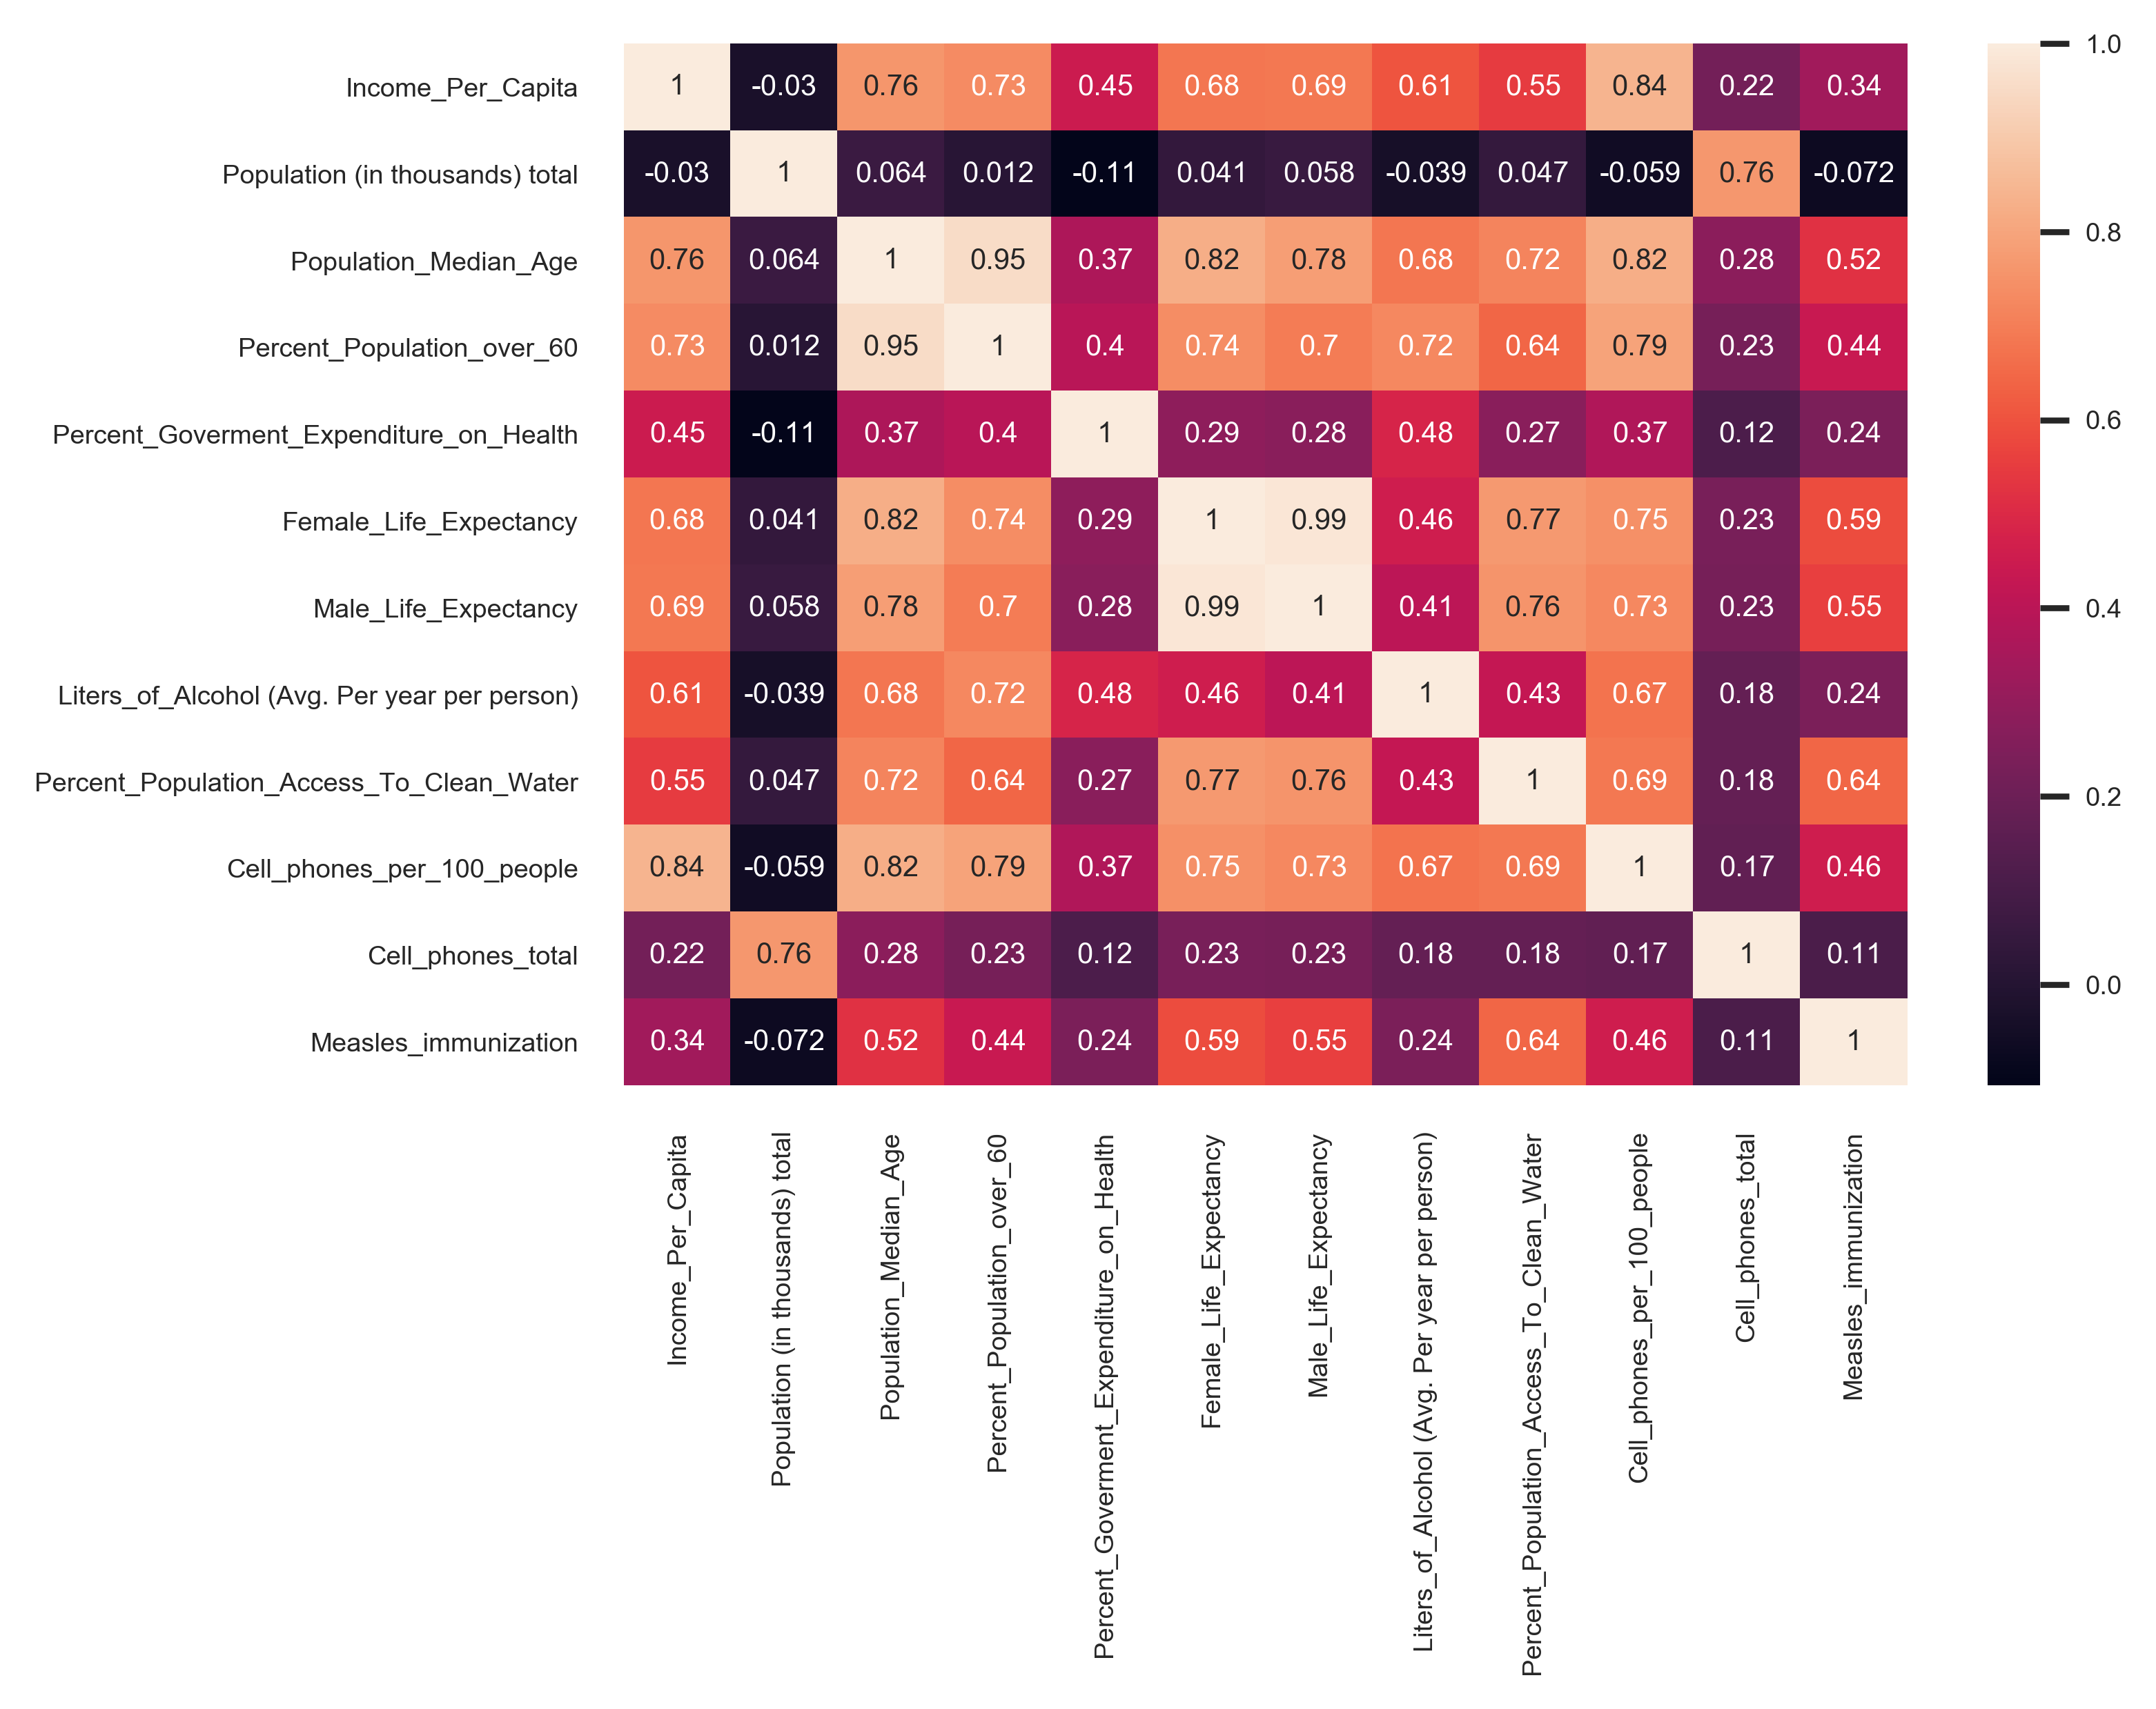 Income_Per_Capita 1 -0.03 0.76 0.73 0.45 0.68 0.69 0.61 0.55 0.84 0.22 0.34
Population (in thousands) total -0.03 1 0.064 0.012 -0.11 0.041 0.058 -0.039 0.047 -0.059 0.76 -0.072
Population_Median_Age 0.76 0.064 1 0.95 0.37 0.82 0.78 0.68 0.72 0.82 0.28 0.52
Percent_Population_over_60 0.73 0.012 0.95 1 0.4 0.74 0.7 0.72 0.64 0.79 0.23 0.44
Percent_Goverment_Expenditure_on_Health 0.45 -0.11 0.37 0.4 1 0.29 0.28 0.48 0.27 0.37 0.12 0.24
Female_Life_Expectancy 0.68 0.041 0.82 0.74 0.29 1 0.99 0.46 0.77 0.75 0.23 0.59
Male_Life_Expectancy 0.69 0.058 0.78 0.7 0.28 0.99 1 0.41 0.76 0.73 0.23 0.55
Liters_of_Alcohol (Avg. Per year per person) 0.61 -0.039 0.68 0.72 0.48 0.46 0.41 1 0.43 0.67 0.18 0.24
Percent_Population_Access_To_Clean_Water 0.55 0.047 0.72 0.64 0.27 0.77 0.76 0.43 1 0.69 0.18 0.64
Cell_phones_per_100_people 0.84 -0.059 0.82 0.79 0.37 0.75 0.73 0.67 0.69 1 0.17 0.46
Cell_phones_total 0.22 0.76 0.28 0.23 0.12 0.23 0.23 0.18 0.18 0.17 1 0.11
Measles_immunization 0.34 -0.072 0.52 0.44 0.24 0.59 0.55 0.24 0.64 0.46 0.11 1
Income_Per_Capita
Population (in thousands) total
Population_Median_Age
Percent_Population_over_60
Percent_Goverment_Expenditure_on_Health
Female_Life_Expectancy
Male_Life_Expectancy
Liters_of_Alcohol (Avg. Per year per person)
Percent_Population_Access_To_Clean_Water
Cell_phones_per_100_people
Cell_phones_total
Measles_immunization
1.0
0.8
0.6
0.4
0.2
0.0